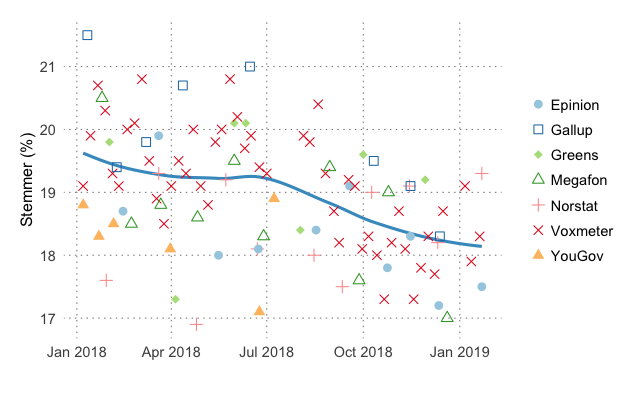 Stemmer (%)
21
20
19
18
17
Jan 2018 Apr 2018 Jul 2018 Oct 2018 Jan 2019
Epinion
Gallup
Greens
Megafon
Norstat
Voxmeter
YouGov